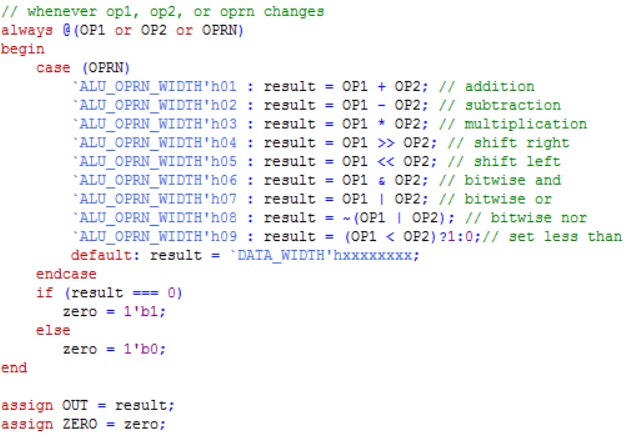 // whenever op1, op2, or oprn changes
always @(OP1 or OP2 or OPRN)
begin
    case (OPRN)
        `ALU_OPRN_WIDTH'h01 : result = OP1 + OP2; // addition
        `ALU_OPRN_WIDTH'h02 : result = OP1 - OP2; // subtraction
        `ALU_OPRN_WIDTH'h03 : result = OP1 * OP2; // multiplication
        `ALU_OPRN_WIDTH'h04 : result = OP1 >> OP2; // shift right
        `ALU_OPRN_WIDTH'h05 : result = OP1 << OP2; // shift left
        `ALU_OPRN_WIDTH'h06 : result = OP1 & OP2; // bitwise and
        `ALU_OPRN_WIDTH'h07 : result = OP1 | OP2; // bitwise or
        `ALU_OPRN_WIDTH'h08 : result = ~(OP1 | OP2); // bitwise nor
        `ALU_OPRN_WIDTH'h09 : result = (OP1 < OP2)?1:0;// set less than
        default: result = `DATA_WIDTH'hxxxxxxxx;
    endcase
    if (result === 0)
       zero = 1'b1;
    else
       zero = 1'b0;
end

assign OUT = result;
assign ZERO = zero;